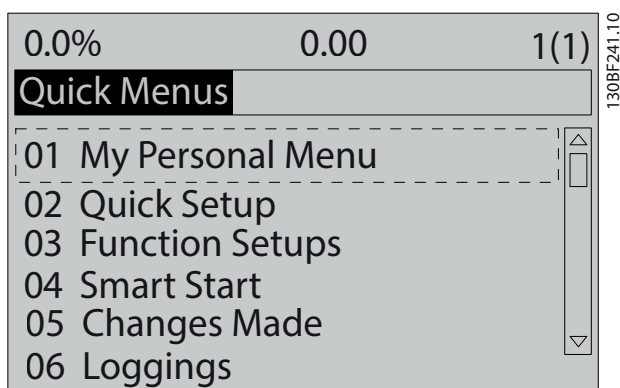 0.0% 0.00 1(1)
Quick Menus
01 My Personal Menu
02 Quick Setup
03 Function Setups
04 Smart Start
05 Changes Made
06 Loggings
130BF241.10